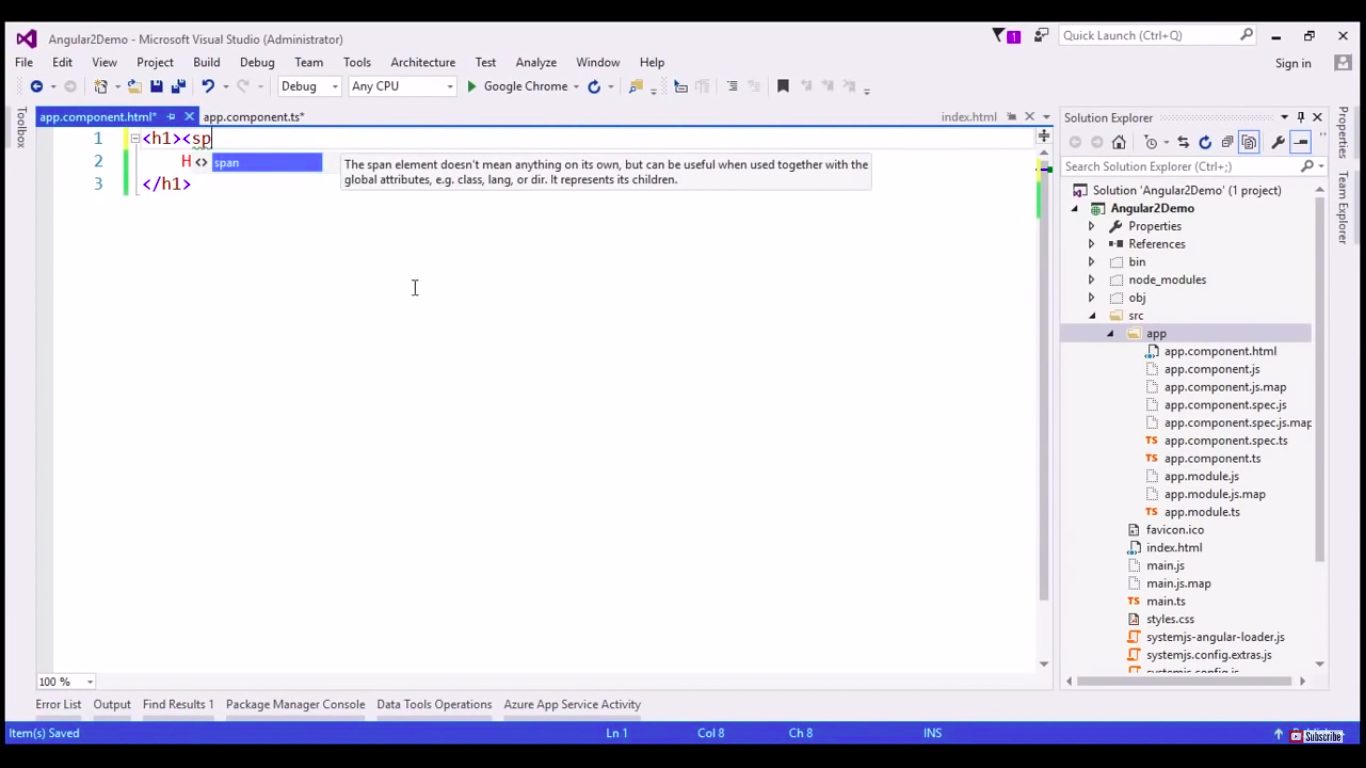 Angular2Demo - Microsoft Visual Studio (Administrator)
1
Quick Launch (Ctrl+Q)
File Edit View Project Build Debug Team Tools Architecture Test Analyze Window Help
Sign in
Debug Any CPU Google Chrome
Toolbox
app.component.html* app.component.ts* index.html
1 <h1><sp
2 H
3 </h1>
<> span
The span element doesn't mean anything on its own, but can be useful when used together with the
global attributes, e.g. class, lang, or dir. It represents its children.
100 %
Solution Explorer
Search Solution Explorer (Ctrl+;)
Solution 'Angular2Demo' (1 project)
Angular2Demo
Properties
References
bin
node_modules
obj
src
app
app.component.html
app.component.js
app.component.js.map
app.component.spec.js
app.component.spec.js.map
TS app.component.spec.ts
TS app.component.ts
app.module.js
app.module.js.map
TS app.module.ts
favicon.ico
index.html
main.js
main.js.map
TS main.ts
styles.css
systemjs-angular-loader.js
systemjs.config.extras.js
systemjs.config.js
Properties
Team Explorer
Error List Output Find Results 1 Package Manager Console Data Tools Operations Azure App Service Activity
Item(s) Saved Ln 1 Col 8 Ch 8 INS
Subscribe